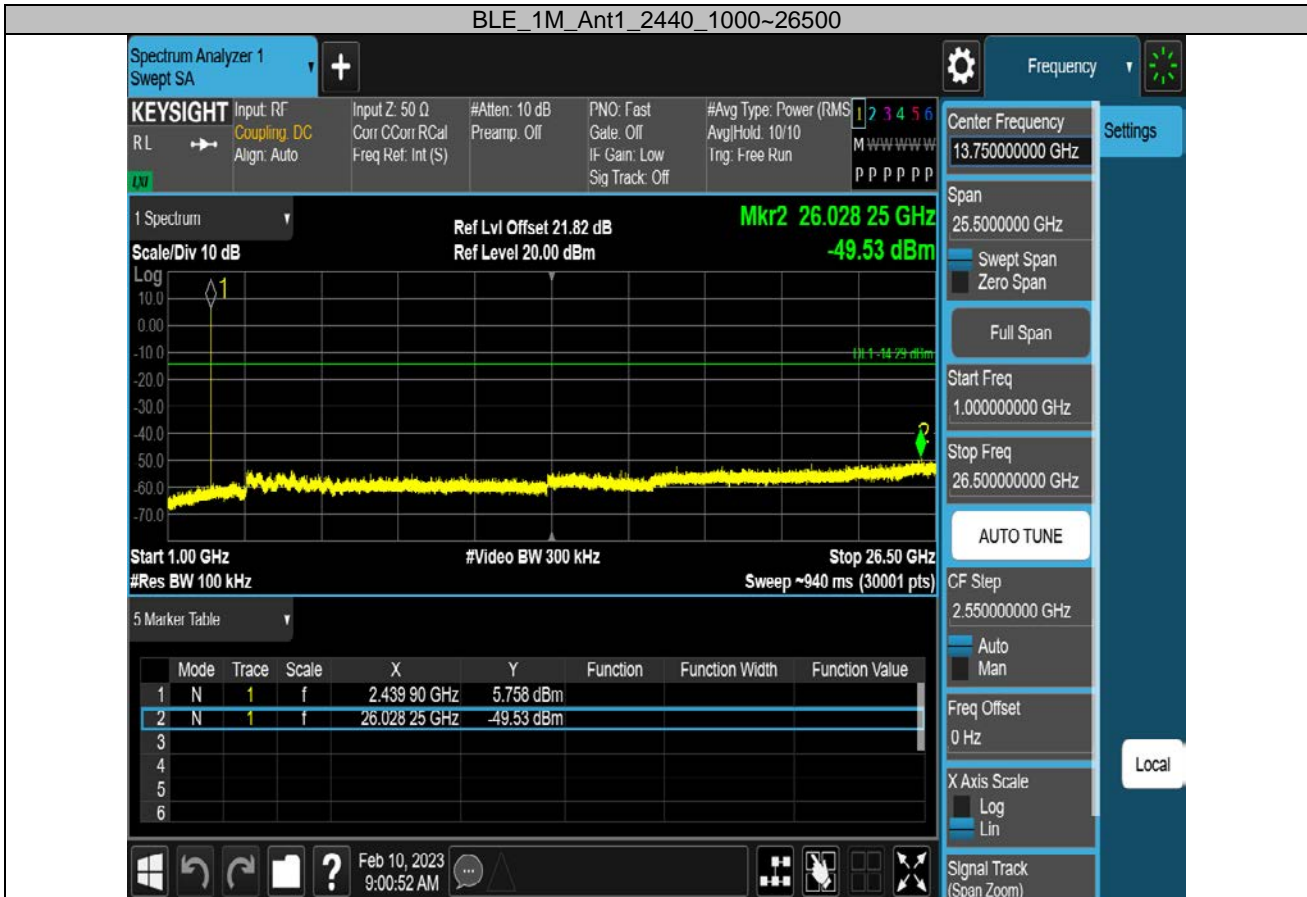 BLE_1M_Ant1_2440_1000~26500
Spectrum Analyzer 1
Swept SA
+
Frequency
KEYSIGHT
RL
LXI
Input: RF
Coupling: DC
Align: Auto
Input Z: 50 Ω
Corr CCorr RCal
Freq Ref: Int (S)
#Atten: 10 dB
Preamp: Off
PNO: Fast
Gate: Off
IF Gain: Low
Sig Track: Off
#Avg Type: Power (RMS
Avg|Hold: 10/10
Trig: Free Run
1 2 3 4 5 6
M W W W W W
P P P P P P
1 Spectrum
Scale/Div 10 dB
Ref Lvl Offset 21.82 dB
Ref Level 20.00 dBm
Mkr2 26.028 25 GHz
-49.53 dBm
Log
10.0
0.00
-10.0
-20.0
-30.0
-40.0
-50.0
-60.0
-70.0
1
DL1 -14.29 dBm
2
Start 1.00 GHz
#Res BW 100 kHz
#Video BW 300 kHz
Stop 26.50 GHz
Sweep ~940 ms (30001 pts)
5 Marker Table
Mode Trace Scale X Y Function Function Width Function Value
1 N 1 f 2.439 90 GHz 5.758 dBm
2 N 1 f 26.028 25 GHz -49.53 dBm
3
4
5
6
?
Feb 10, 2023
9:00:52 AM
Center Frequency
13.750000000 GHz
Settings
Span
25.5000000 GHz
Swept Span
Zero Span
Full Span
Start Freq
1.000000000 GHz
Stop Freq
26.500000000 GHz
AUTO TUNE
CF Step
2.550000000 GHz
Auto
Man
Freq Offset
0 Hz
Local
X Axis Scale
Log
Lin
Signal Track
(Span Zoom)